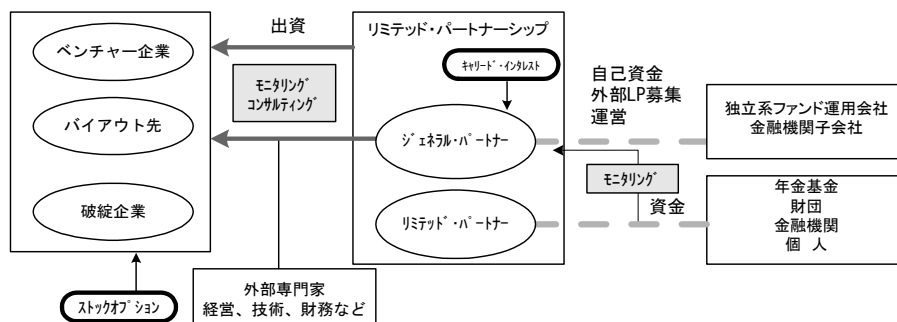 出資
リミテッド・パートナーシップ
ベンチャー企業
バイアウト先
破綻企業
ﾓﾆﾀﾘﾝｸﾞ
ｺﾝｻﾙﾃｨﾝｸﾞ
ｷｬﾘｰﾄﾞ・ｲﾝﾀﾚｽﾄ
ｼﾞｪﾈﾗﾙ・ﾊﾟｰﾄﾅｰ
ﾘﾐﾃｯﾄﾞ・ﾊﾟｰﾄﾅｰ
自己資金
外部LP募集
運営
ﾓﾆﾀﾘﾝｸﾞ
資金
独立系ファンド運用会社
金融機関子会社
年金基金
財団
金融機関
個 人
ｽﾄｯｸｵﾌﾟｼｮﾝ
外部専門家
経営、技術、財務など